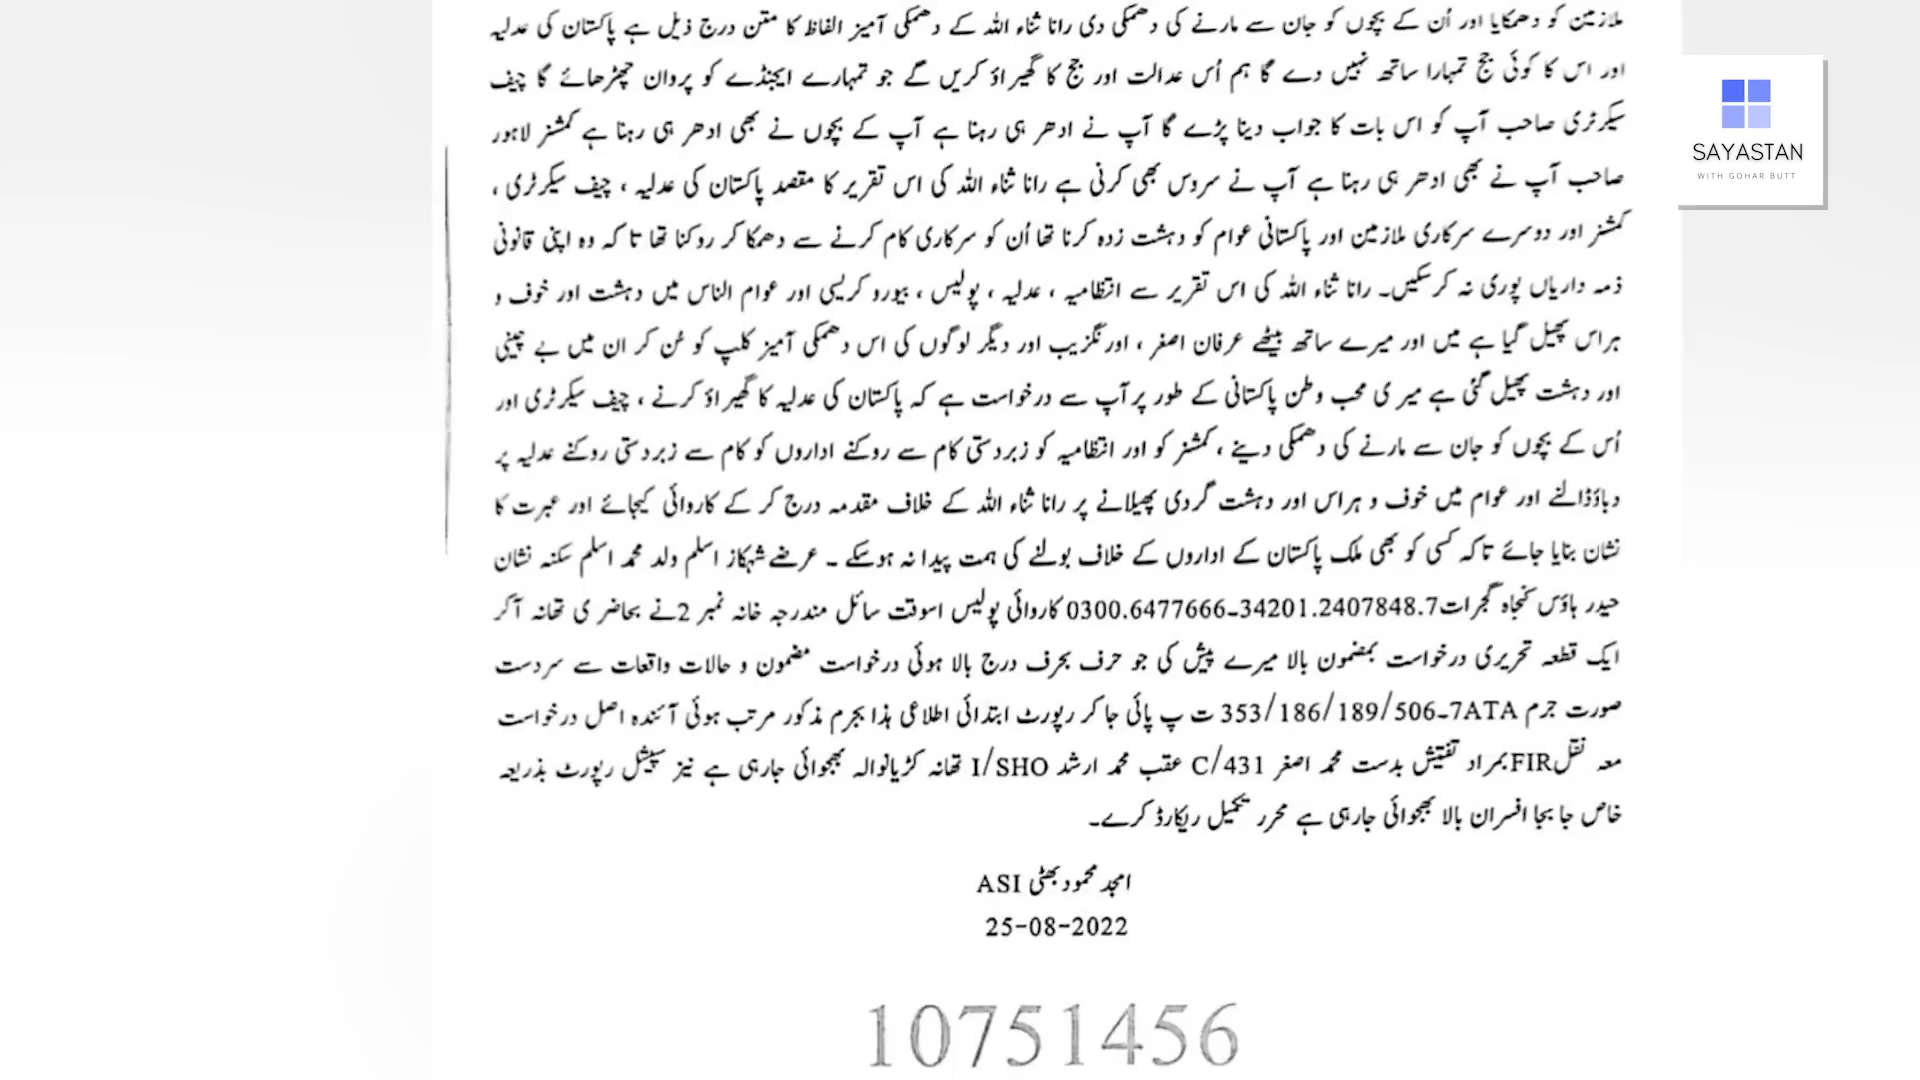 ملازمین کو دھمکایا اور اُن کے بچوں کو جان سے مارنے کی دھمکی دی رانا ثناء اللہ کے دھمکی آمیز الفاظ کا متن درج ذیل ہے پاکستان کی عدلیہ
اور اس کا کوئی جج تمہارا ساتھ نہیں دے گا ہم اُس عدالت اور جج کا گھیراؤ کریں گے جو تمہارے ایجنڈے کو پروان چھڑھائے گا چیف
سیکرٹری صاحب آپ کو اس بات کا جواب دینا پڑے گا آپ نے ادھر ہی رہنا ہے آپ کے بچوں نے بھی ادھر ہی رہنا ہے کمشنر لاہور
صاحب آپ نے بھی ادھر ہی رہنا ہے آپ نے سروس بھی کرنی ہے رانا ثناء اللہ کی اس تقریر کا مقصد پاکستان کی عدلیہ ، چیف سیکرٹری ،
کمشنر اور دوسرے سرکاری ملازمین اور پاکستانی عوام کو دہشت زدہ کرنا تھا اُن کو سرکاری کام کرنے سے دھمکا کر روکنا تھا تا کہ وہ اپنی قانونی
ذمہ داریاں پوری نہ کرسکیں۔ رانا ثناء اللہ کی اس تقریر سے انتظامیہ ، عدلیہ ، پولیس ، بیورو کریسی اور عوام الناس میں دہشت اور خوف و
ہراس پھیل گیا ہے میں اور میرے ساتھ بیٹھے عرفان اصغر ، اورنگزیب اور دیگر لوگوں کی اس دھمکی آمیز کلپ کو سُن کر ان میں بے چینی
اور دہشت پھیل گئی ہے میری محب وطن پاکستانی کے طور پر آپ سے درخواست ہے کہ پاکستان کی عدلیہ کا گھیراؤ کرنے ، چیف سیکرٹری اور
اُس کے بچوں کو جان سے مارنے کی دھمکی دینے ، کمشنر کو اور انتظامیہ کو زبردستی کام سے روکنے اداروں کو کام سے زبردستی روکنے عدلیہ پر
دباؤڈالنے اور عوام میں خوف و ہراس اور دہشت گردی پھیلانے پر رانا ثناء اللہ کے خلاف مقدمہ درج کر کے کاروائی کیجائے اور عبرت کا
نشان بنایا جائے تاکہ کسی کو بھی ملک پاکستان کے اداروں کے خلاف بولنے کی ہمت پیدا نہ ہوسکے ۔ عرضے شہکاز اسلم ولد محمد اسلم سکنہ نشان
حیدر ہاؤس کنجاہ گجرات34201.2407848.7۔0300.6477666 کاروائی پولیس اسوقت سائل مندرجہ خانہ نمبر 2نے بحاضری تھانہ آکر
ایک قطعہ تحریری درخواست بمضمون بالا میرے پیش کی جو حرف بحرف درج بالا ہوئی درخواست مضمون و حالات واقعات سے سردست
صورت جرم 353/186/189/506۔7ATA ت پ پائی جا کر رپورٹ ابتدائی اطلاعی ہذا بجرم مذکور مرتب ہوئی آئندہ اصل درخواست
معہ نقل FIRبمراد تفتیش بدست محمد اصغر C/431 عقب محمد ارشد I/SHO تھانہ کڑیانوالہ بھجوائی جارہی ہے نیز سپیشل رپورٹ بذریعہ
خاص جا بجا افسران بالا بھجوائی جارہی ہے محرر تکمیل ریکارڈ کرے۔
امجد محمود بھٹی ASI
25-08-2022
10751456
SAYASTAN
WITH GOHAR BUTT